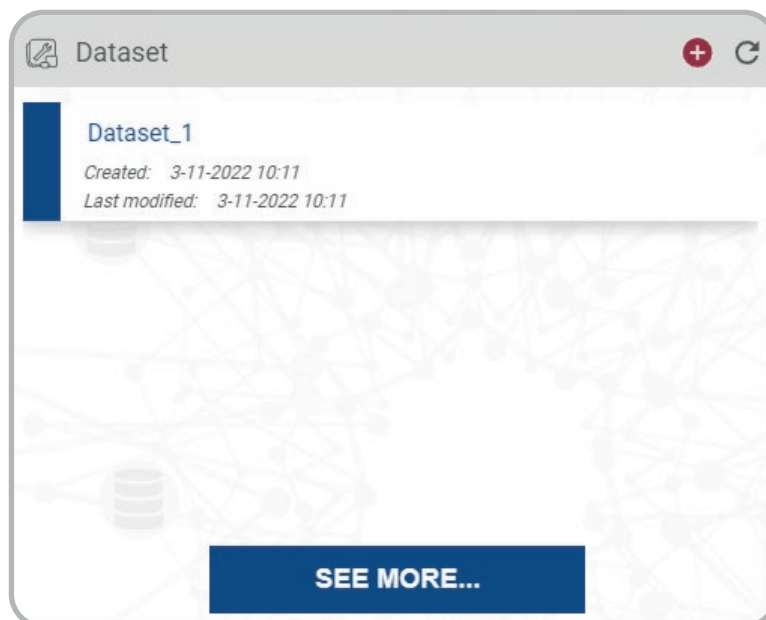 Dataset
Dataset_1
Created: 3-11-2022 10:11
Last modified: 3-11-2022 10:11
SEE MORE...